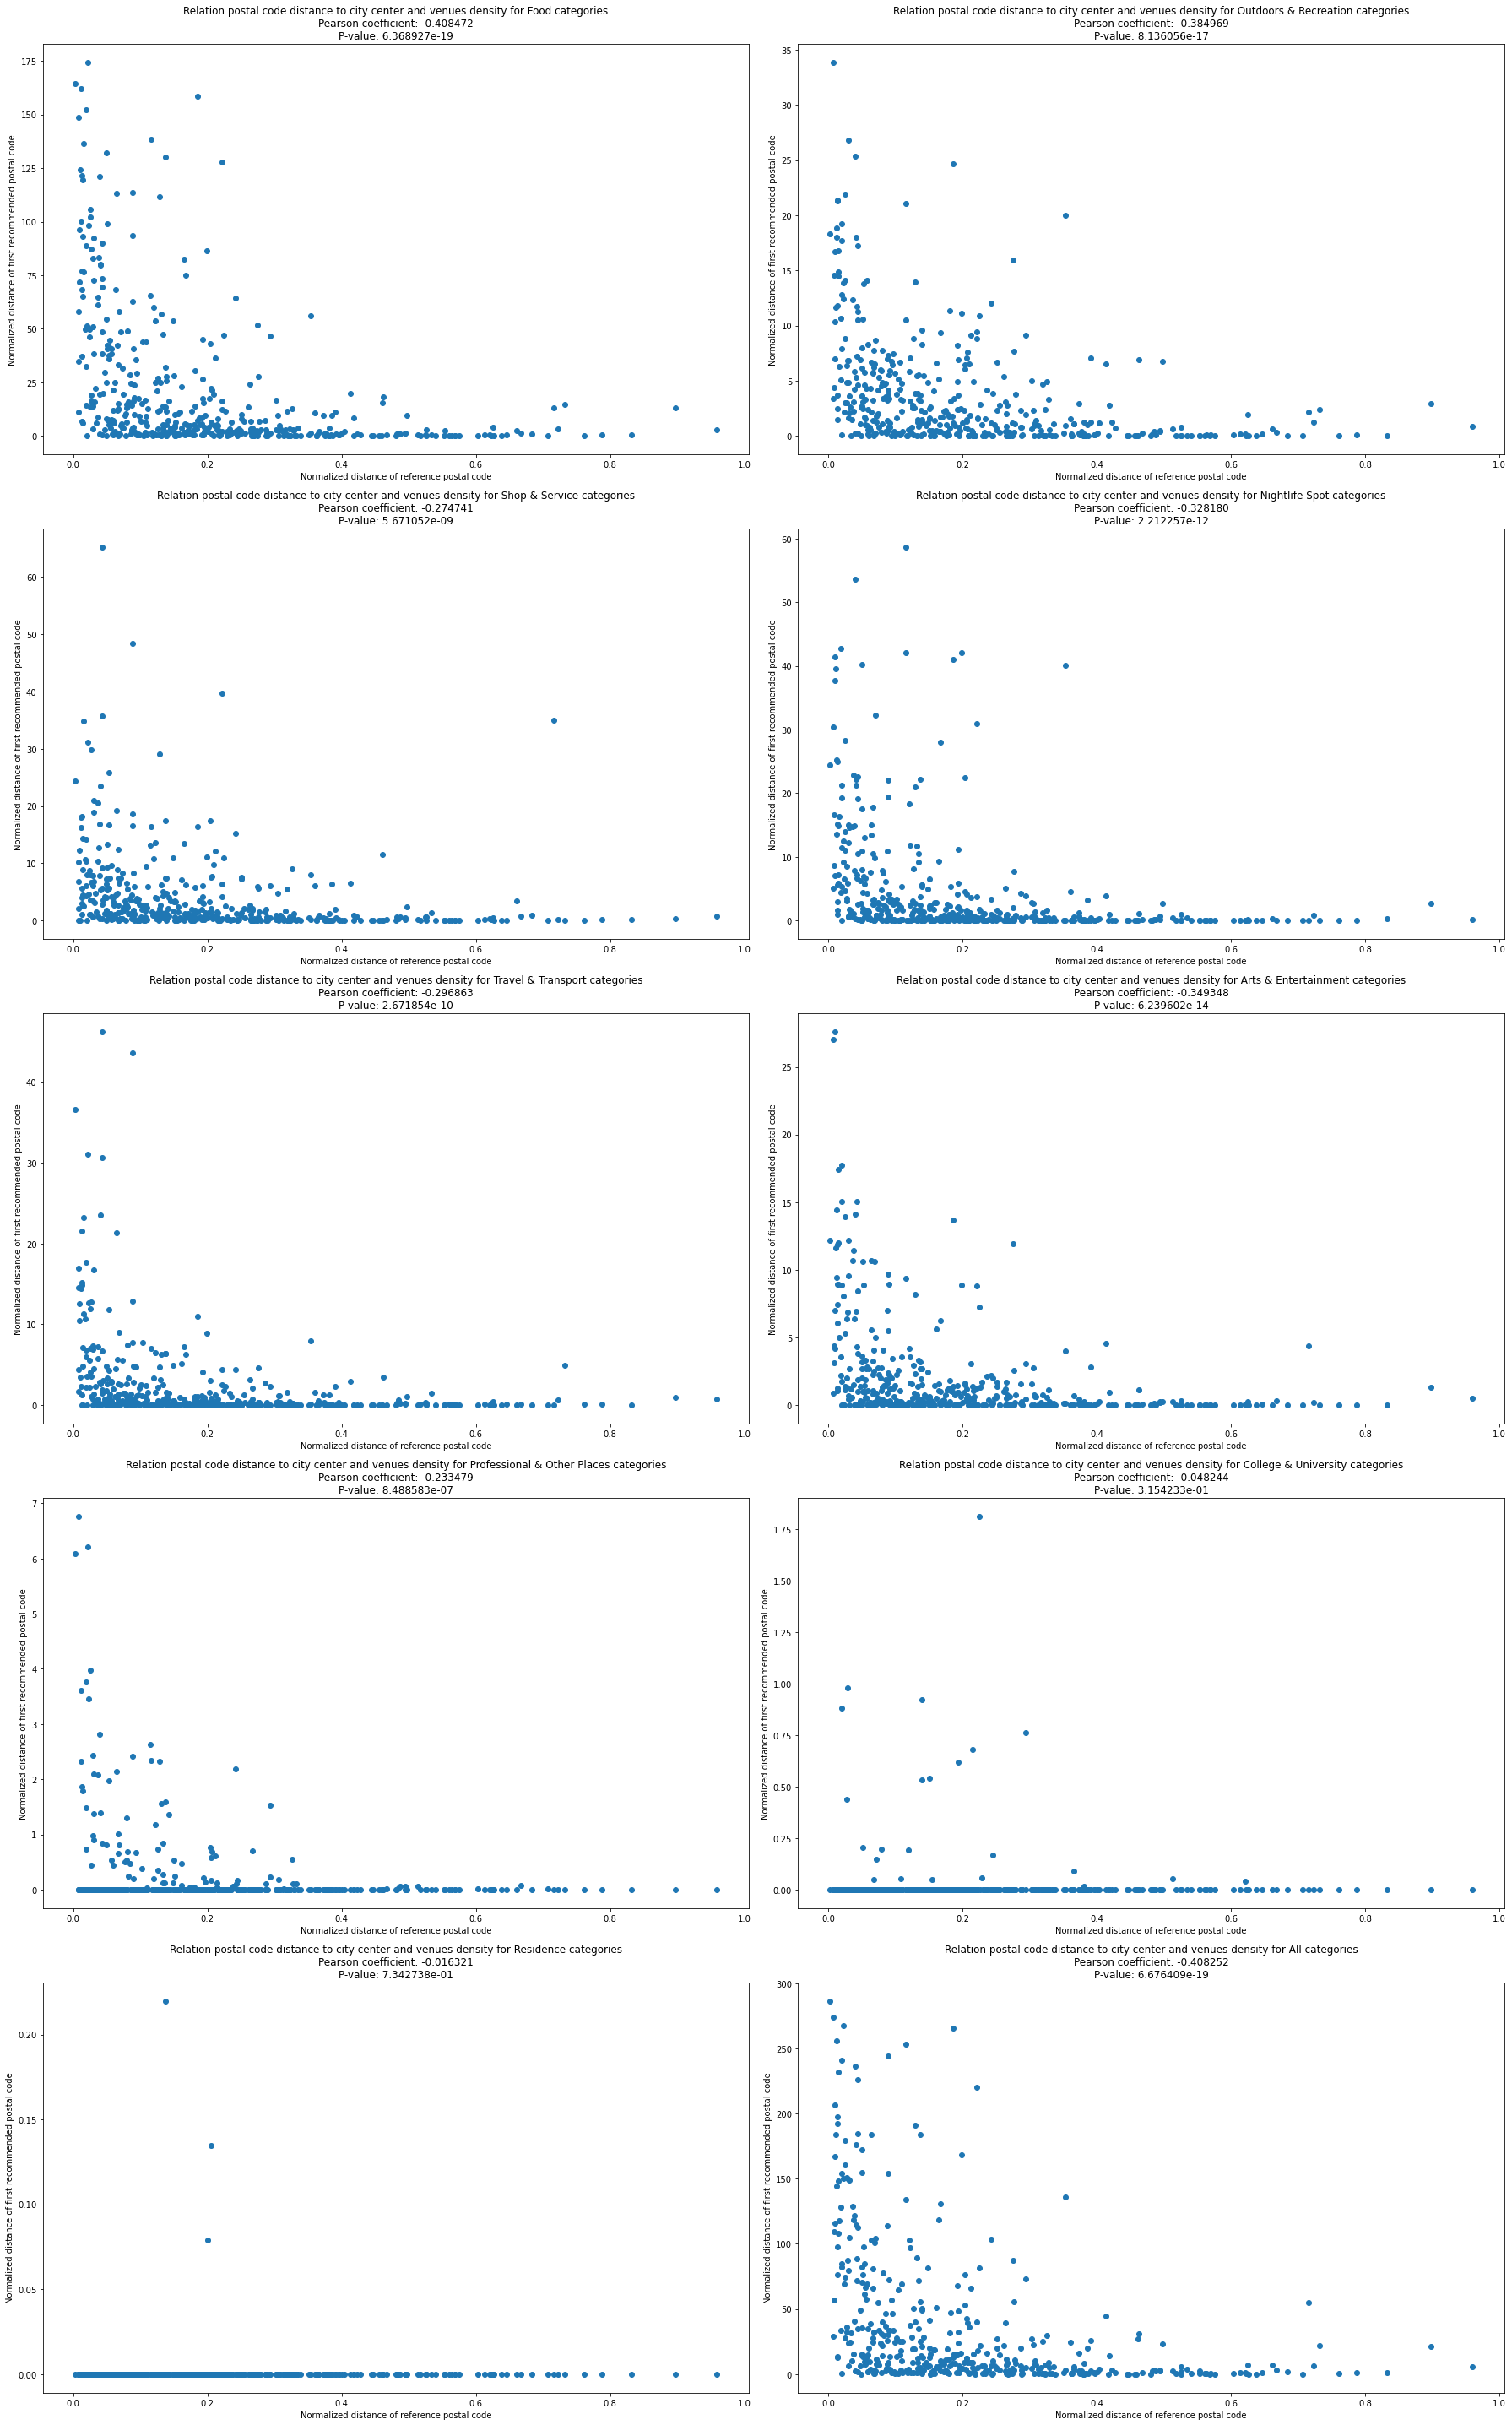 Relation postal code distance to city center and venues density for Food categories
Pearson coefficient: -0.408472
P-value: 6.368927e-19
175
150
125
100
75
50
25
0
Normalized distance of first recommended postal code
0.0 0.2 0.4 0.6 0.8 1.0
Normalized distance of reference postal code
Relation postal code distance to city center and venues density for Outdoors & Recreation categories
Pearson coefficient: -0.384969
P-value: 8.136056e-17
35
30
25
20
15
10
5
0
Normalized distance of first recommended postal code
0.0 0.2 0.4 0.6 0.8 1.0
Normalized distance of reference postal code
Relation postal code distance to city center and venues density for Shop & Service categories
Pearson coefficient: -0.274741
P-value: 5.671052e-09
60
50
40
30
20
10
0
Normalized distance of first recommended postal code
0.0 0.2 0.4 0.6 0.8 1.0
Normalized distance of reference postal code
Relation postal code distance to city center and venues density for Nightlife Spot categories
Pearson coefficient: -0.328180
P-value: 2.212257e-12
60
50
40
30
20
10
0
Normalized distance of first recommended postal code
0.0 0.2 0.4 0.6 0.8 1.0
Normalized distance of reference postal code
Relation postal code distance to city center and venues density for Travel & Transport categories
Pearson coefficient: -0.296863
P-value: 2.671854e-10
40
30
20
10
0
Normalized distance of first recommended postal code
0.0 0.2 0.4 0.6 0.8 1.0
Normalized distance of reference postal code
Relation postal code distance to city center and venues density for Arts & Entertainment categories
Pearson coefficient: -0.349348
P-value: 6.239602e-14
25
20
15
10
5
0
Normalized distance of first recommended postal code
0.0 0.2 0.4 0.6 0.8 1.0
Normalized distance of reference postal code
Relation postal code distance to city center and venues density for Professional & Other Places categories
Pearson coefficient: -0.233479
P-value: 8.488583e-07
7
6
5
4
3
2
1
0
Normalized distance of first recommended postal code
0.0 0.2 0.4 0.6 0.8 1.0
Normalized distance of reference postal code
Relation postal code distance to city center and venues density for College & University categories
Pearson coefficient: -0.048244
P-value: 3.154233e-01
1.75
1.50
1.25
1.00
0.75
0.50
0.25
0.00
Normalized distance of first recommended postal code
0.0 0.2 0.4 0.6 0.8 1.0
Normalized distance of reference postal code
Relation postal code distance to city center and venues density for Residence categories
Pearson coefficient: -0.016321
P-value: 7.342738e-01
0.20
0.15
0.10
0.05
0.00
Normalized distance of first recommended postal code
0.0 0.2 0.4 0.6 0.8 1.0
Normalized distance of reference postal code
Relation postal code distance to city center and venues density for All categories
Pearson coefficient: -0.408252
P-value: 6.676409e-19
300
250
200
150
100
50
0
Normalized distance of first recommended postal code
0.0 0.2 0.4 0.6 0.8 1.0
Normalized distance of reference postal code